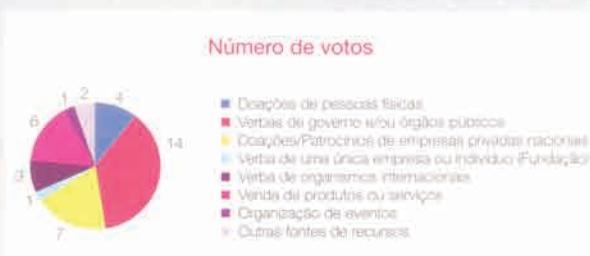 Número de votos
4
14
7
1
3
6
1
2
Doações de pessoas físicas
Verbas de governo e/ou órgãos públicos
Doações/Patrocínios de empresas privadas nacionais
Verba de uma única empresa ou indivíduo (Fundação)
Verba de organismos internacionais
Venda de produtos ou serviços
Organização de eventos
Outras fontes de recursos